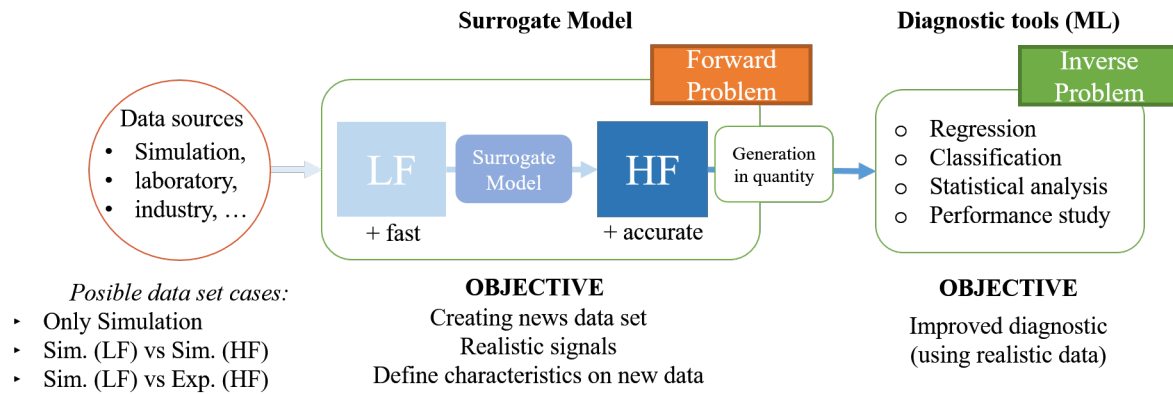 Surrogate Model
Diagnostic tools (ML)
Forward
Problem
Inverse
Problem
Data sources
• Simulation,
• laboratory,
• industry, …
LF
Surrogate
Model
HF
Generation
in quantity
+ fast
+ accurate
o Regression
o Classification
o Statistical analysis
o Performance study
Posible data set cases:
‣ Only Simulation
‣ Sim. (LF) vs Sim. (HF)
‣ Sim. (LF) vs Exp. (HF)
OBJECTIVE
Creating news data set
Realistic signals
Define characteristics on new data
OBJECTIVE
Improved diagnostic
(using realistic data)